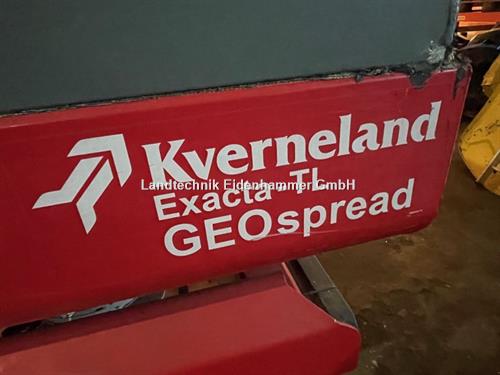 Kverneland
Landtechnik Eidenhammer GmbH
Exacta TL
GEOspread